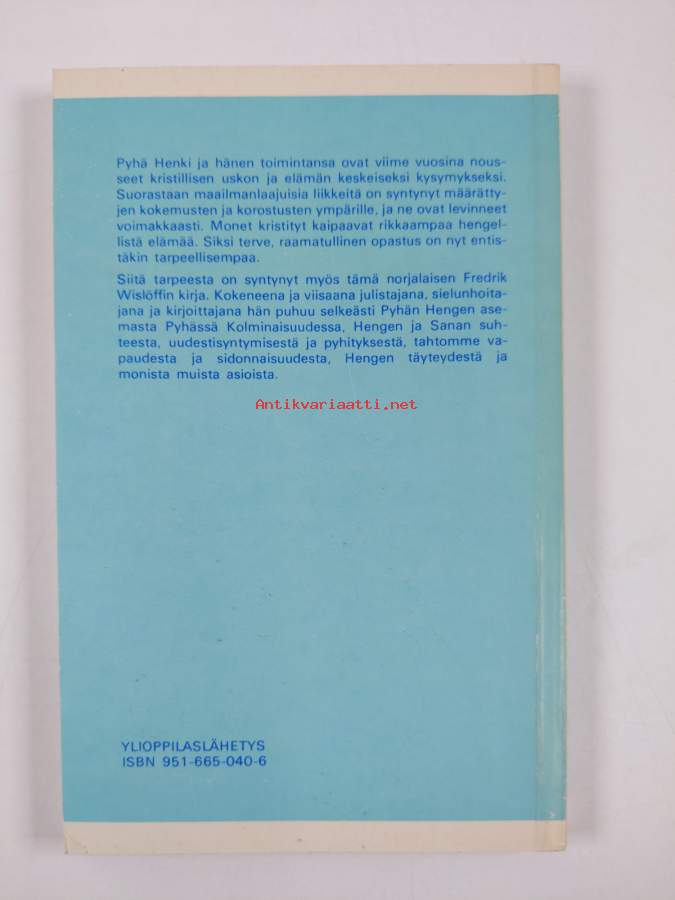 Pyhä Henki ja hänen toimintansa ovat viime vuosina nous-
seet kristillisen uskon ja elämän keskeiseksi kysymykseksi.
Suorastaan maailmanlaajuisia liikkeitä on syntynyt määrätty-
jen kokemusten ja korostusten ympärille, ja ne ovat levinneet
voimakkaasti. Monet kristityt kaipaavat rikkaampaa hengel-
listä elämää. Siksi terve, raamatullinen opastus on nyt entis-
täkin tarpeellisempaa.
Siitä tarpeesta on syntynyt myös tämä norjalaisen Fredrik
Wislöffin kirja. Kokeneena ja viisaana julistajana, sielunhoita-
jana ja kirjoittajana hän puhuu selkeästi Pyhän Hengen ase-
masta Pyhässä Kolminaisuudessa, Hengen ja Sanan suh-
teesta, uudestisyntymisestä ja pyhityksestä, tahtomme va-
paudesta ja sidonnaisuudesta, Hengen täyteydestä ja
monista muista asioista.
Antikvariaatti.net
YLIOPPILASLÄHETYS
ISBN 951-665-040-6